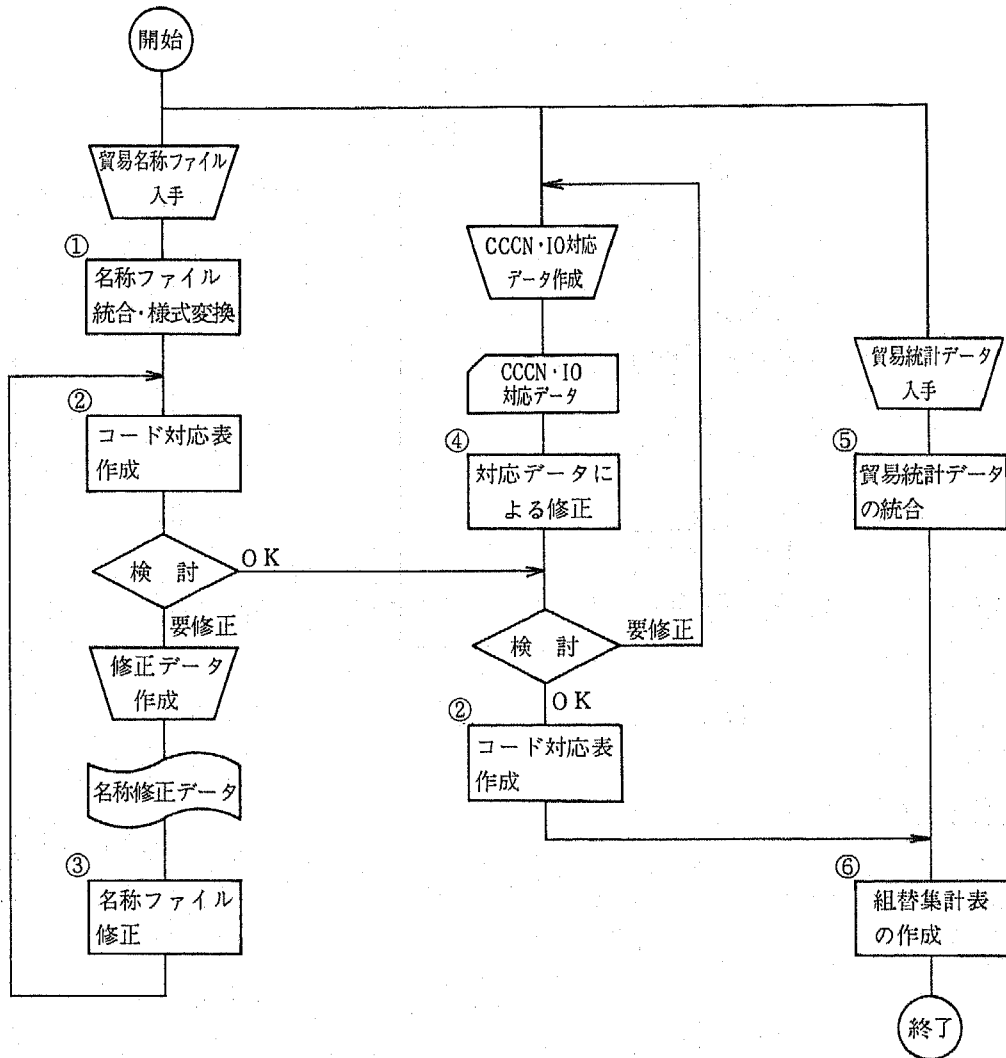 開始
貿易名称ファイル
入手
①
名称ファイル
統合・様式変換
②
コード対応表
作成
検 討
OK
要修正
修正データ
作成
名称修正データ
③
名称ファイル
修正
CCCN・IO対応
データ作成
CCCN・IO
対応データ
④
対応データに
よる修正
検 討
要修正
OK
②
コード対応表
作成
貿易統計データ
入手
⑤
貿易統計データ
の統合
⑥
組替集計表
の作成
終了